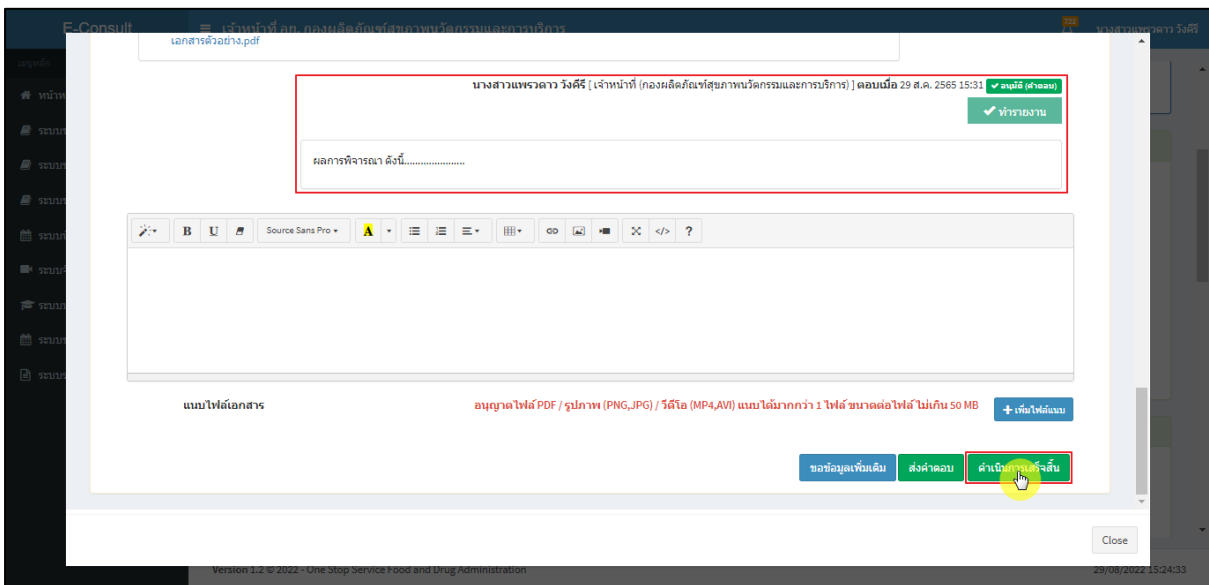 E-Consult
เจ้าหน้าที่ อก. กองผลิตภัณฑ์สุขภาพนวัตกรรมและการบริการ
722
นางสาวแพรวดาว วังคีรี
เมนูหลัก
เอกสารตัวอย่าง.pdf
นางสาวแพรวดาว วังคีรี [ เจ้าหน้าที่ (กองผลิตภัณฑ์สุขภาพนวัตกรรมและการบริการ) ] ตอบเมื่อ 29 ส.ค. 2565 15:31 อนุมัติ (คำตอบ)
ทำรายงาน
ผลการพิจารณา ดังนี้......................
B U Source Sans Pro A </> ?
แนบไฟล์เอกสาร
อนุญาตไฟล์ PDF / รูปภาพ (PNG,JPG) / วีดีโอ (MP4,AVI) แนบได้มากกว่า 1 ไฟล์ ขนาดต่อไฟล์ ไม่เกิน 50 MB
เพิ่มไฟล์แนบ
ขอข้อมูลเพิ่มเติม ส่งคำตอบ ดำเนินการเสร็จสิ้น
Close
Version 1.2 © 2022 - One Stop Service Food and Drug Administration
29/08/2022 15:24:33